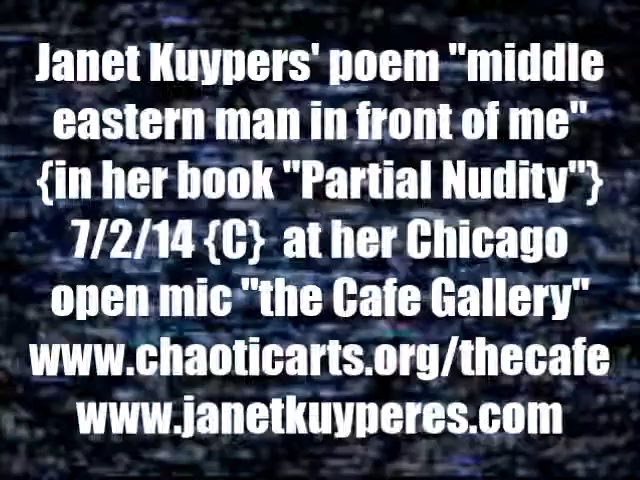 Janet Kuypers' poem "middle
eastern man in front of me"
{in her book "Partial Nudity"}
7/2/14 {C} at her Chicago
open mic "the Cafe Gallery"
www.chaoticarts.org/thecafe
www.janetkuyperes.com